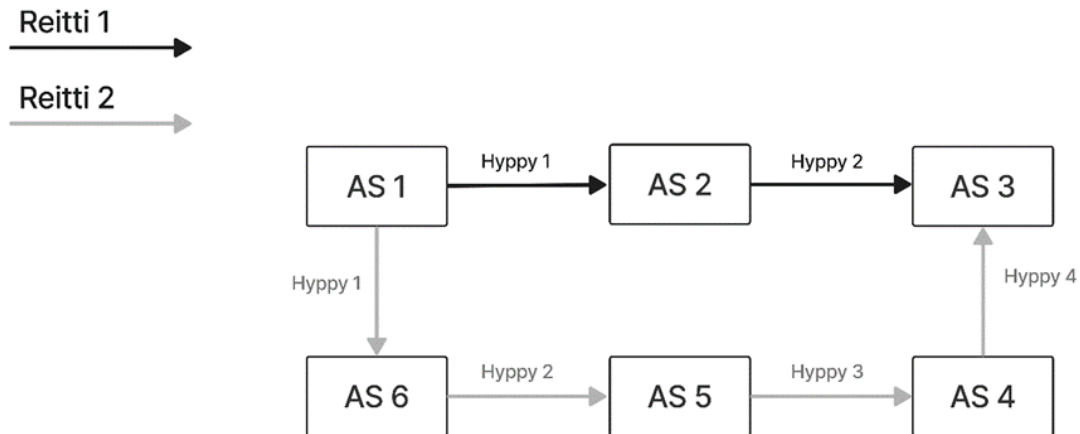 Reitti 1
Reitti 2
AS 1
Hyppy 1
AS 2
Hyppy 2
AS 3
Hyppy 1
Hyppy 4
AS 6
Hyppy 2
AS 5
Hyppy 3
AS 4